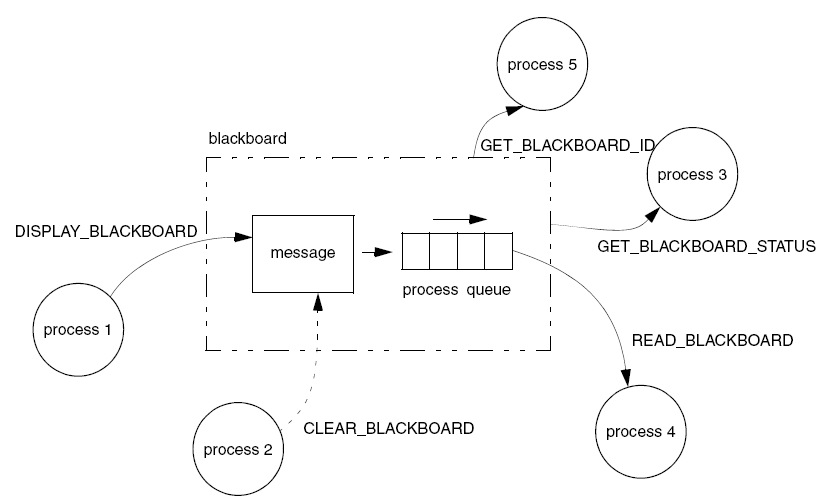 process 5
blackboard
GET_BLACKBOARD_ID
process 3
DISPLAY_BLACKBOARD
message
GET_BLACKBOARD_STATUS
process queue
process 1
READ_BLACKBOARD
CLEAR_BLACKBOARD
process 4
process 2